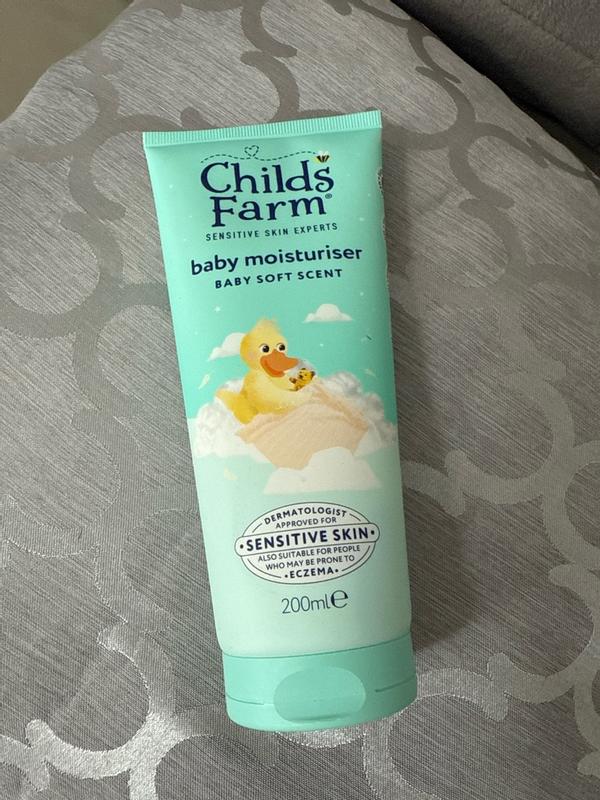 Childs
Farm®
SENSITIVE SKIN EXPERTS
baby moisturiser
BABY SOFT SCENT
DERMATOLOGIST
APPROVED FOR
•SENSITIVE SKIN•
ALSO SUITABLE FOR PEOPLE
WHO MAY BE PRONE TO
•ECZEMA•
200ml℮